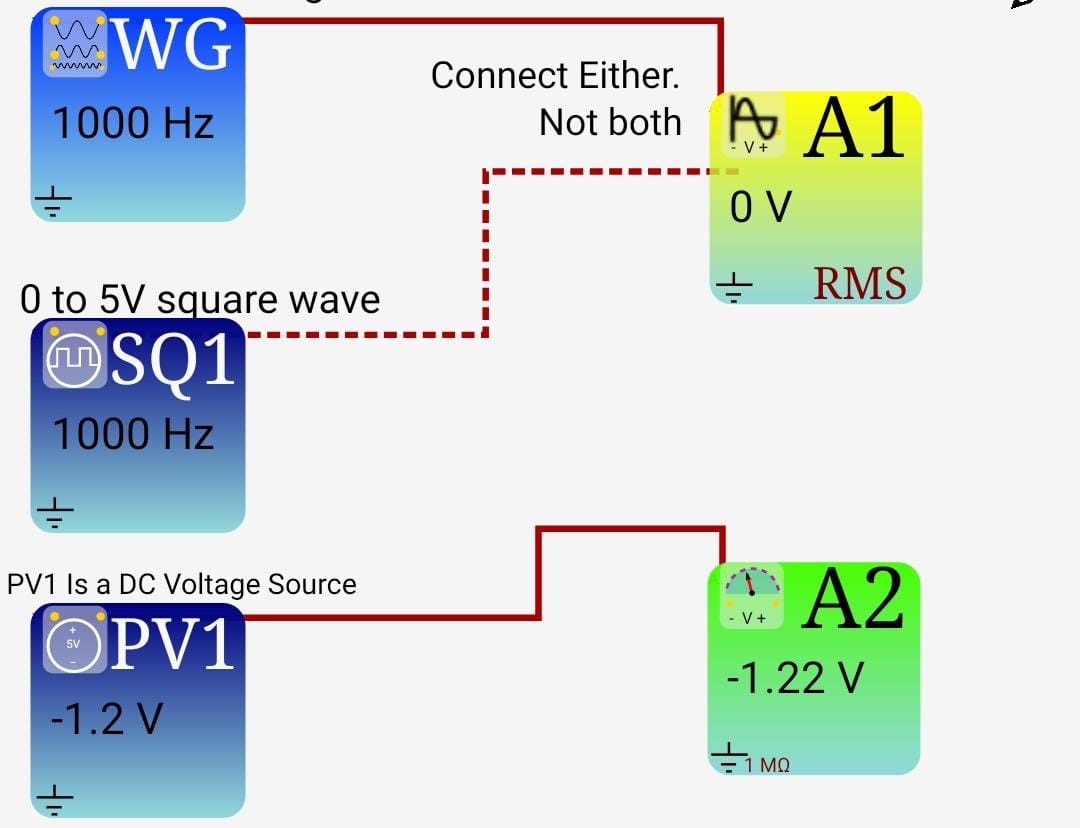 WG
1000 Hz
Connect Either.
Not both
A1
- V +
0 V
RMS
0 to 5V square wave
SQ1
1000 Hz
PV1 Is a DC Voltage Source
PV1
+
5V
−
-1.2 V
A2
- V +
-1.22 V
1 MΩ